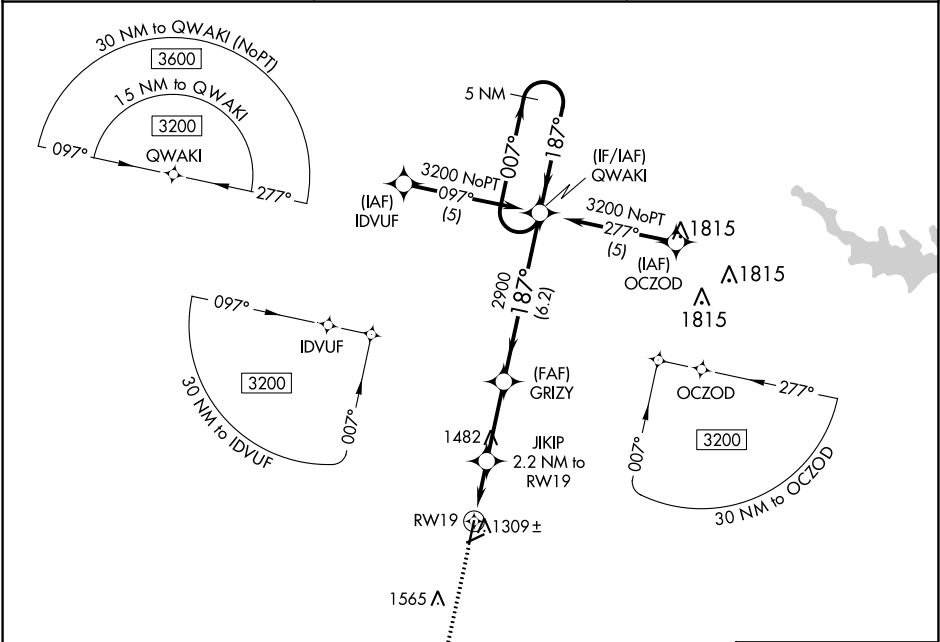 30 NM to QWAKI (NoPT)
3600
15 NM to QWAKI
3200
097°
QWAKI
277°
5 NM
007°
187°
(IF/IAF)
QWAKI
3200 NoPT
097°
(5)
(IAF)
IDVUF
3200 NoPT
277°
(5)
1815
(IAF)
OCZOD
1815
1815
2900
187°
(6.2)
097°
IDVUF
3200
007°
30 NM to IDVUF
(FAF)
GRIZY
OCZOD
277°
3200
007°
30 NM to OCZOD
1482
JIKIP
2.2 NM to
RW19
RW19
1309 ±
1565